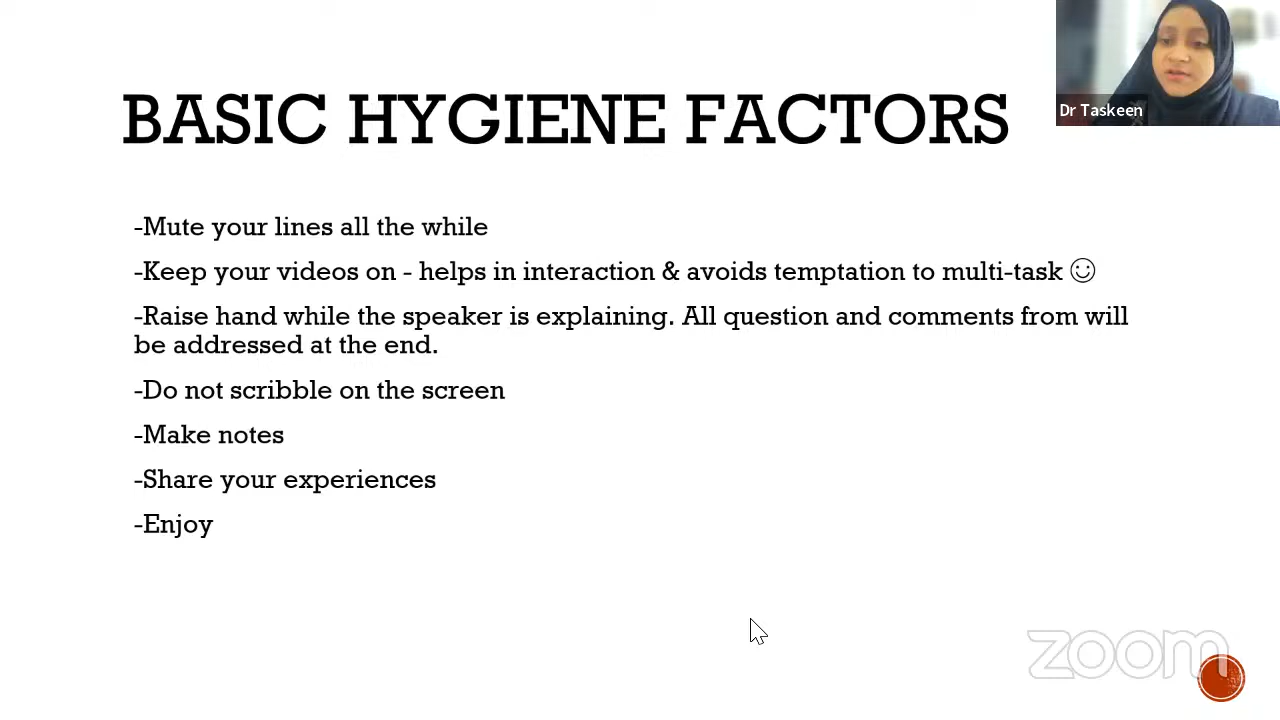 BASIC HYGIENE FACTORS
Dr Taskeen
-Mute your lines all the while
-Keep your videos on - helps in interaction & avoids temptation to multi-task ☺
-Raise hand while the speaker is explaining. All question and comments from will
be addressed at the end.
-Do not scribble on the screen
-Make notes
-Share your experiences
-Enjoy
zoom